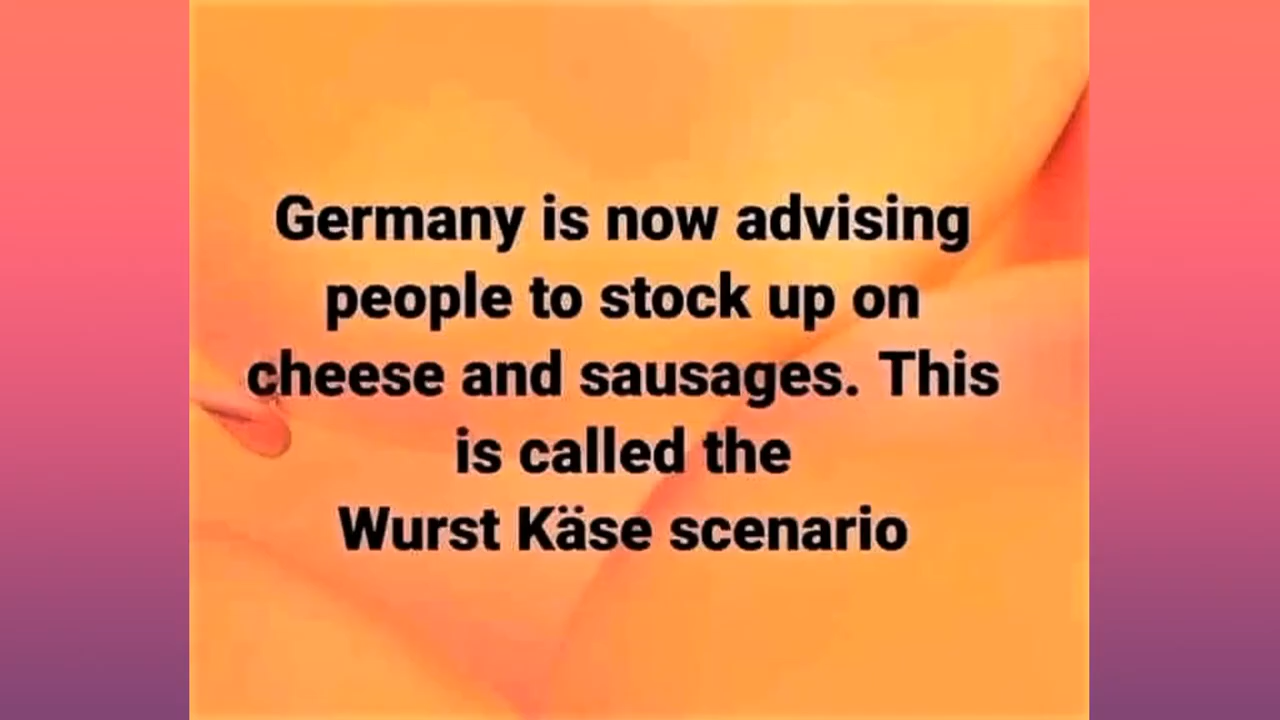 Germany is now advising
people to stock up on
cheese and sausages. This
is called the
Wurst Käse scenario